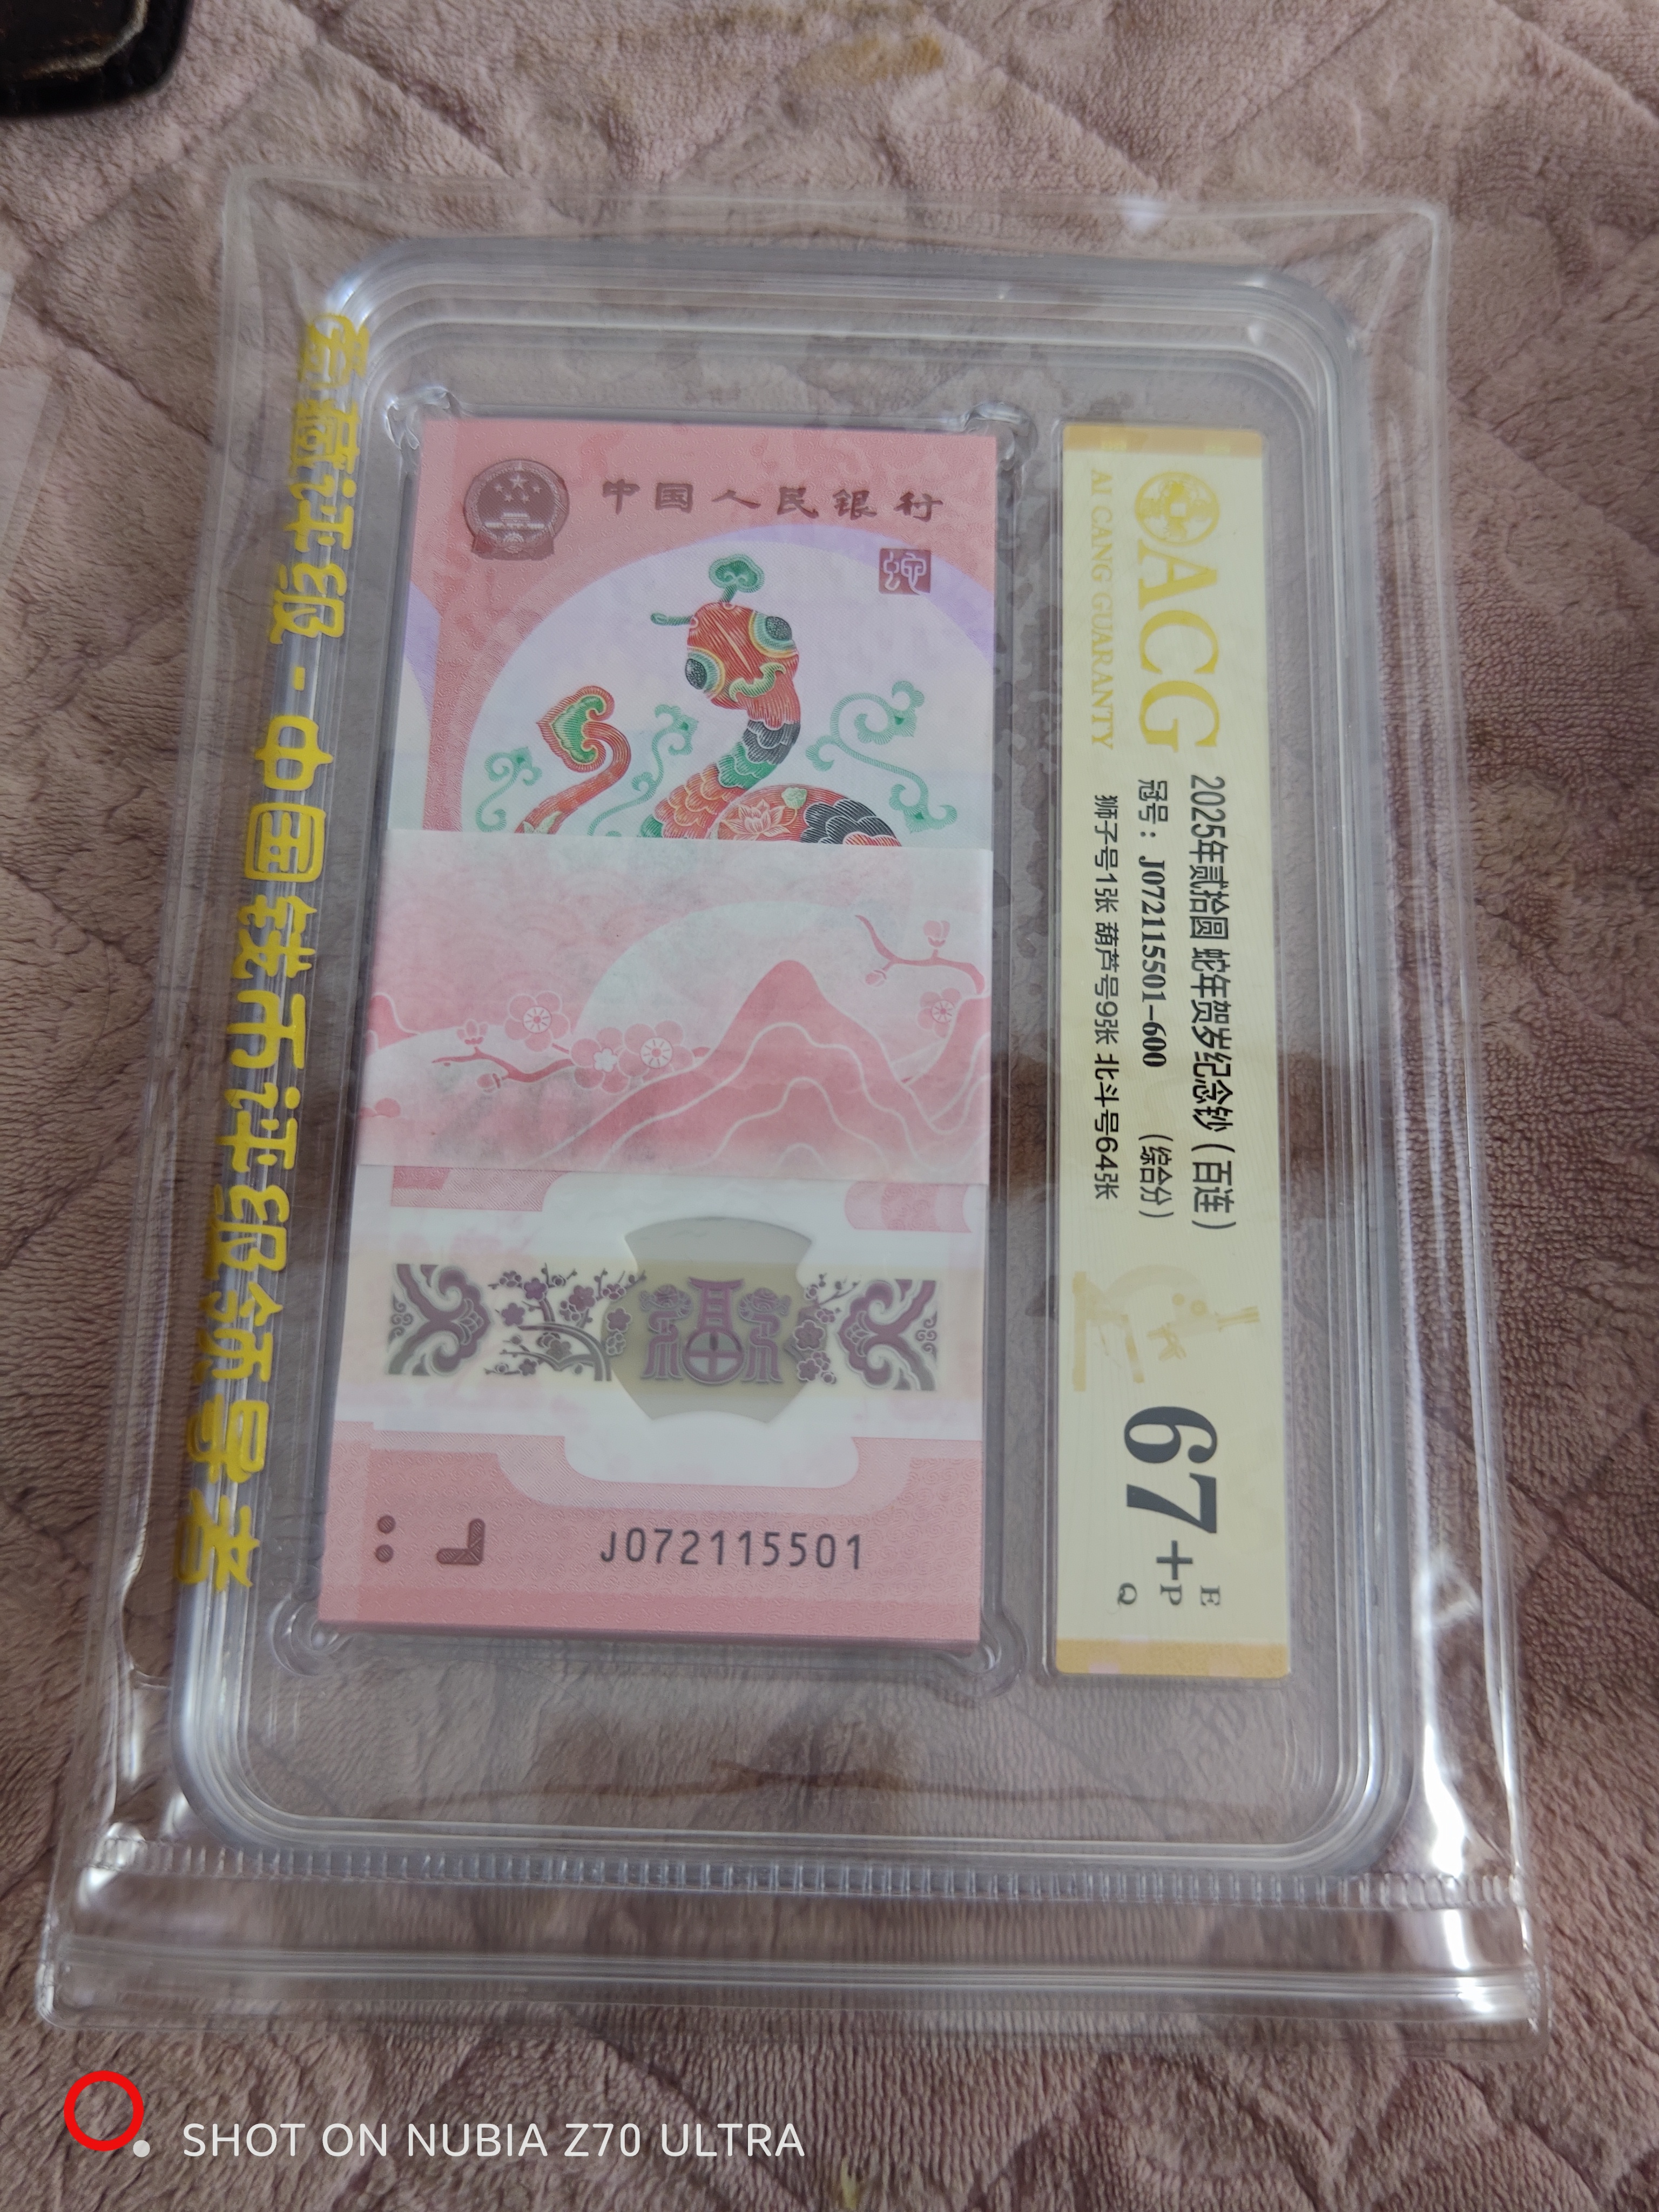 爱藏评级 - 中国钱币评级领导者
中国人民银行
蛇
福
J072115501
ACG
AI CANG GUARANTY
2025年贰拾圆 蛇年贺岁纪念钞（百连）
冠号：J072115501-600 （综合分）
狮子号1张 葫芦号9张 北斗号64张
67+
E
P
Q
SHOT ON NUBIA Z70 ULTRA